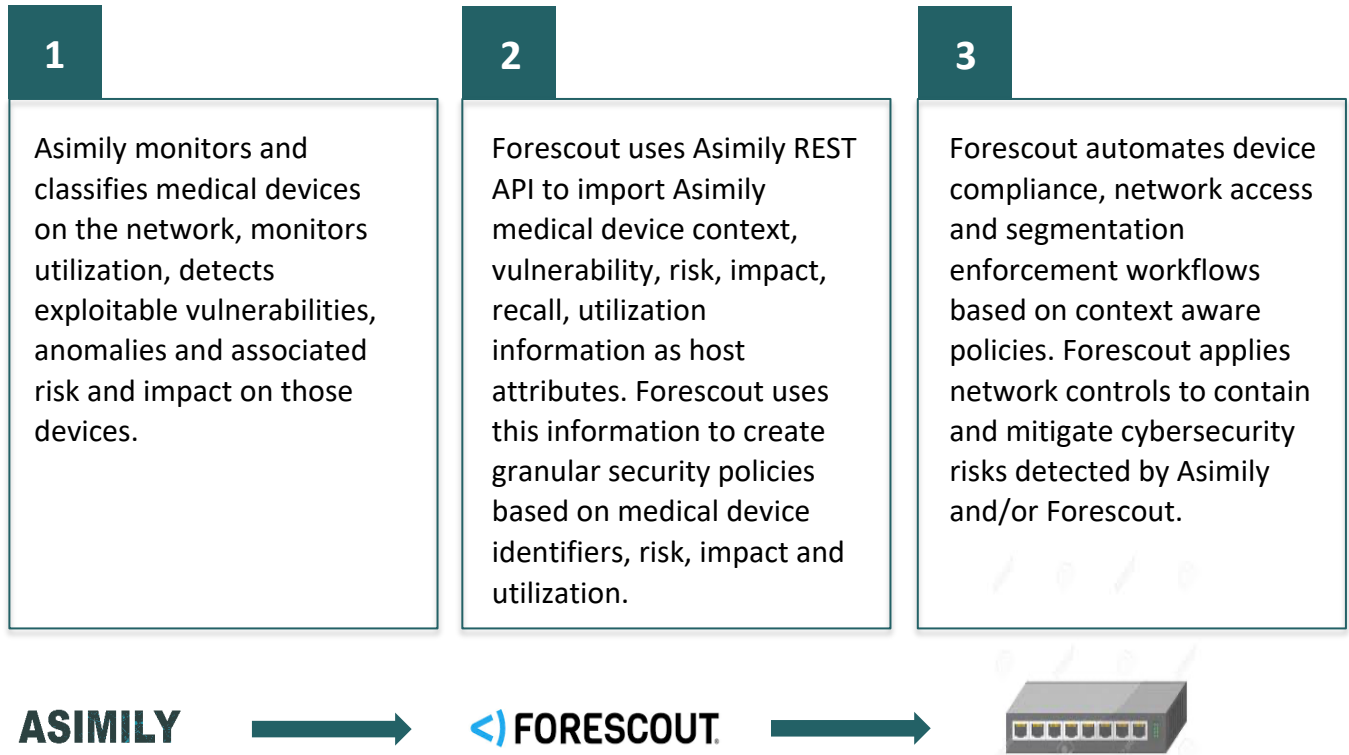 1
Asimily monitors and
classifies medical devices
on the network, monitors
utilization, detects
exploitable vulnerabilities,
anomalies and associated
risk and impact on those
devices.
2
Forescout uses Asimily REST
API to import Asimily
medical device context,
vulnerability, risk, impact,
recall, utilization
information as host
attributes. Forescout uses
this information to create
granular security policies
based on medical device
identifiers, risk, impact and
utilization.
3
Forescout automates device
compliance, network access
and segmentation
enforcement workflows
based on context aware
policies. Forescout applies
network controls to contain
and mitigate cybersecurity
risks detected by Asimily
and/or Forescout.
ASIMILY
FORESCOUT.